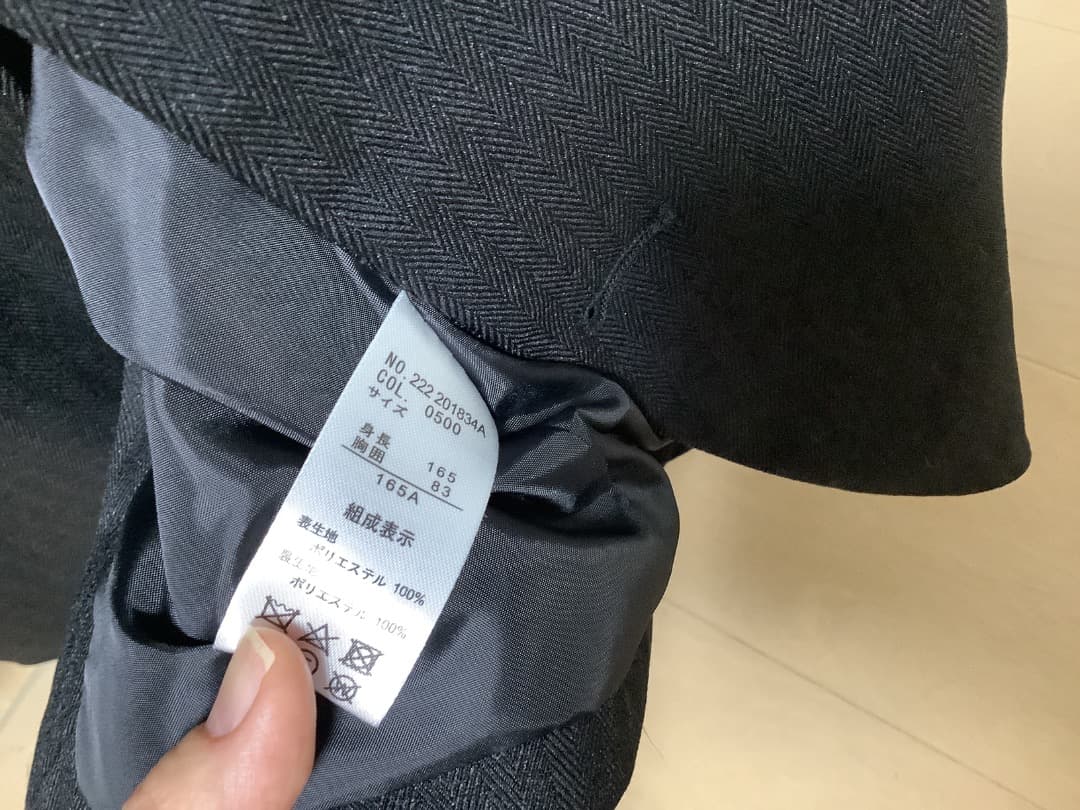 NO. 222 201834A
COL. 0500
サイズ
身長 165
胸囲 83
165A
組成表示
表生地
ポリエステル 100%
裏生地
ポリエステル 100%
W